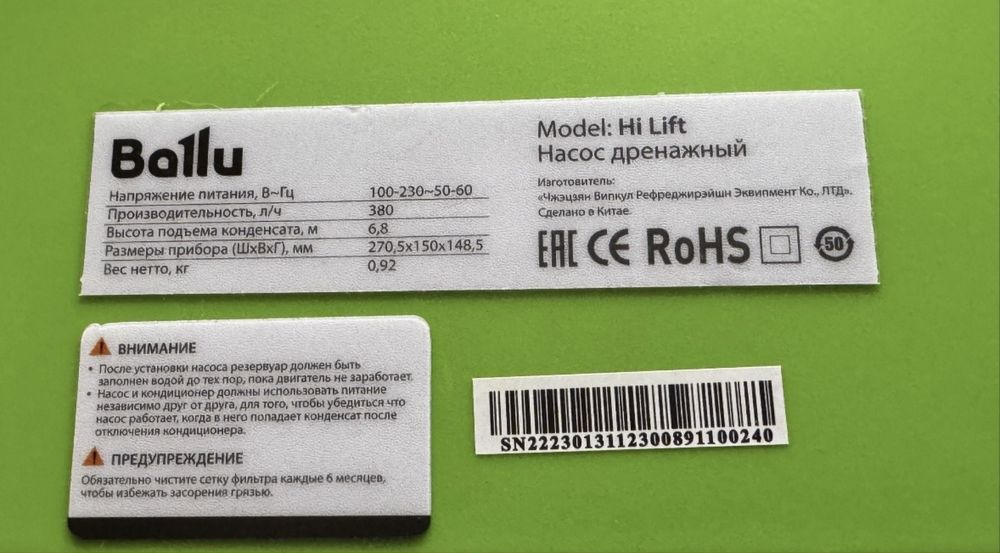 Ballu
Напряжение питания, В~Гц 100-230~50-60
Производительность, л/ч 380
Высота подъема конденсата, м 6,8
Размеры прибора (ШхВхГ), мм 270,5х150х148,5
Вес нетто, кг 0,92
Model: Hi Lift
Насос дренажный
Изготовитель:
«Чжэцзян Випкул Рефреджирэйшн Эквипмент Ко., ЛТД».
Сделано в Китае.
EAC CE RoHS 50
ВНИМАНИЕ
• После установки насоса резервуар должен быть
заполнен водой до тех пор, пока двигатель не заработает.
• Насос и кондиционер должны использовать питание
независимо друг от друга, для того, чтобы убедиться что
насос работает, когда в него попадает конденсат после
отключения кондиционера.
ПРЕДУПРЕЖДЕНИЕ
Обязательно чистите сетку фильтра каждые 6 месяцев,
чтобы избежать засорения грязью.
SN2223013112300891100240